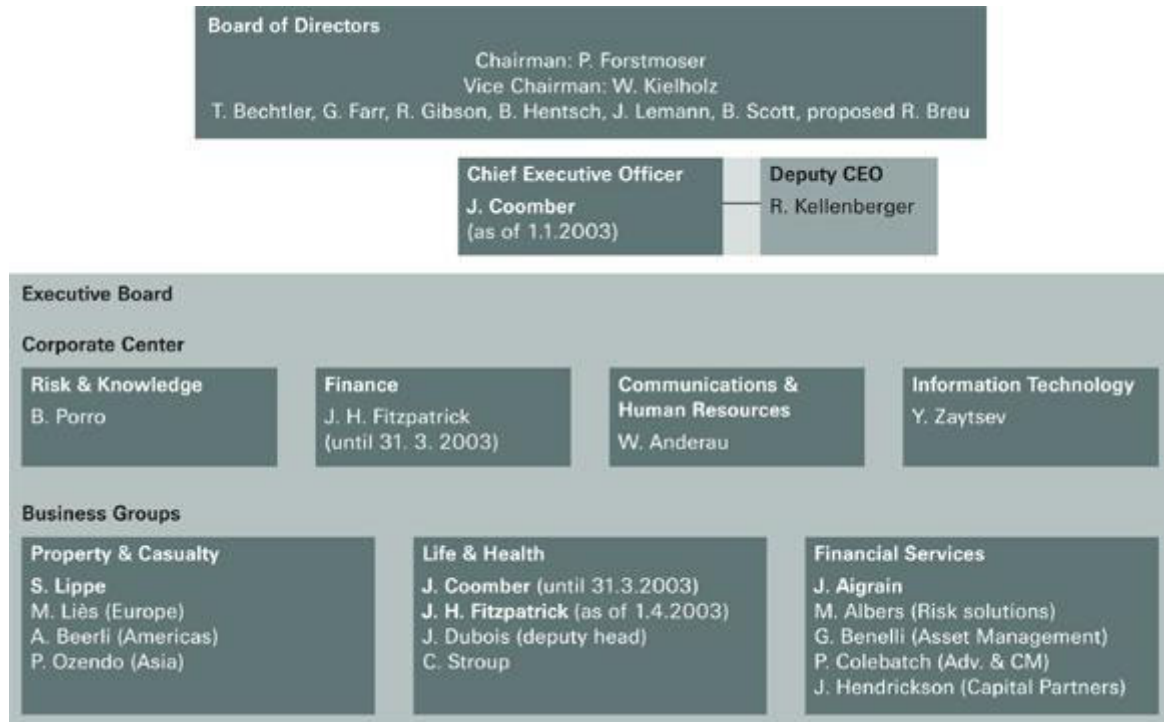 Board of Directors
Chairman: P. Forstmoser
Vice Chairman: W. Kielholz
T. Bechtler, G. Farr, R. Gibson, B. Hentsch, J. Lemann, B. Scott, proposed R. Breu
Chief Executive Officer
J. Coomber
(as of 1.1.2003)
Deputy CEO
R. Kellenberger
Executive Board
Corporate Center
Risk & Knowledge
B. Porro
Finance
J. H. Fitzpatrick
(until 31. 3. 2003)
Communications &
Human Resources
W. Anderau
Information Technology
Y. Zaytsev
Business Groups
Property & Casualty
S. Lippe
M. Liès (Europe)
A. Beerli (Americas)
P. Ozendo (Asia)
Life & Health
J. Coomber (until 31.3.2003)
J. H. Fitzpatrick (as of 1.4.2003)
J. Dubois (deputy head)
C. Stroup
Financial Services
J. Aigrain
M. Albers (Risk solutions)
G. Benelli (Asset Management)
P. Colebatch (Adv. & CM)
J. Hendrickson (Capital Partners)